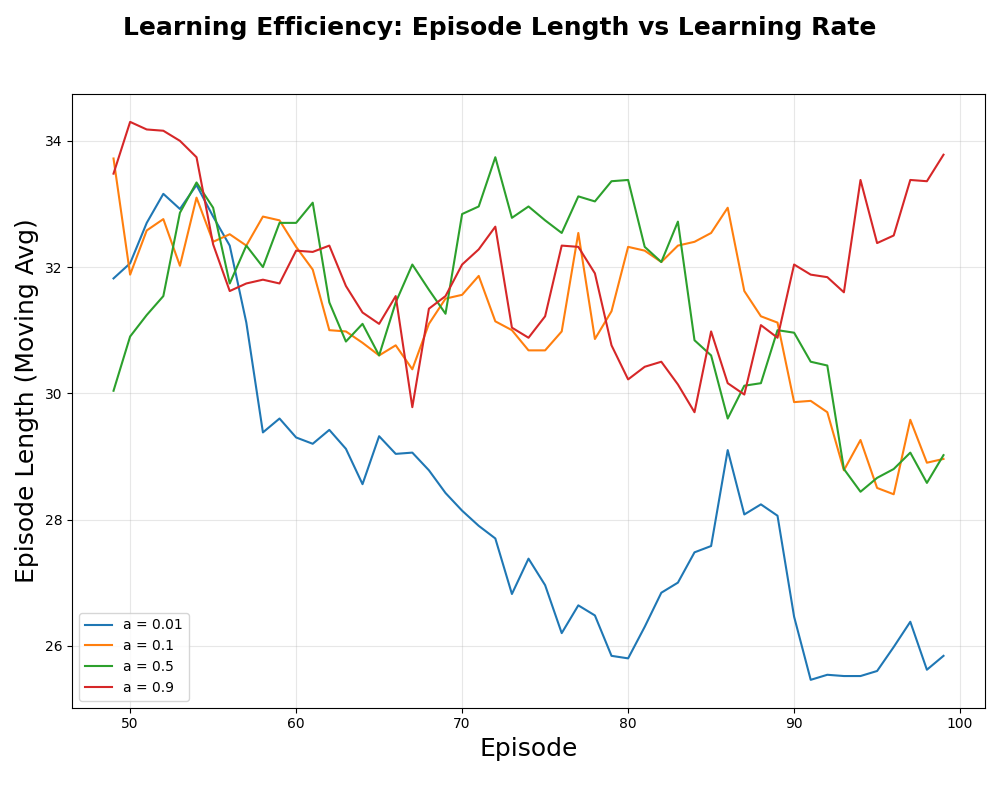 Learning Efficiency: Episode Length vs Learning Rate
Episode Length (Moving Avg)
34
32
30
28
26
a = 0.01
a = 0.1
a = 0.5
a = 0.9
50 60 70 80 90 100
Episode